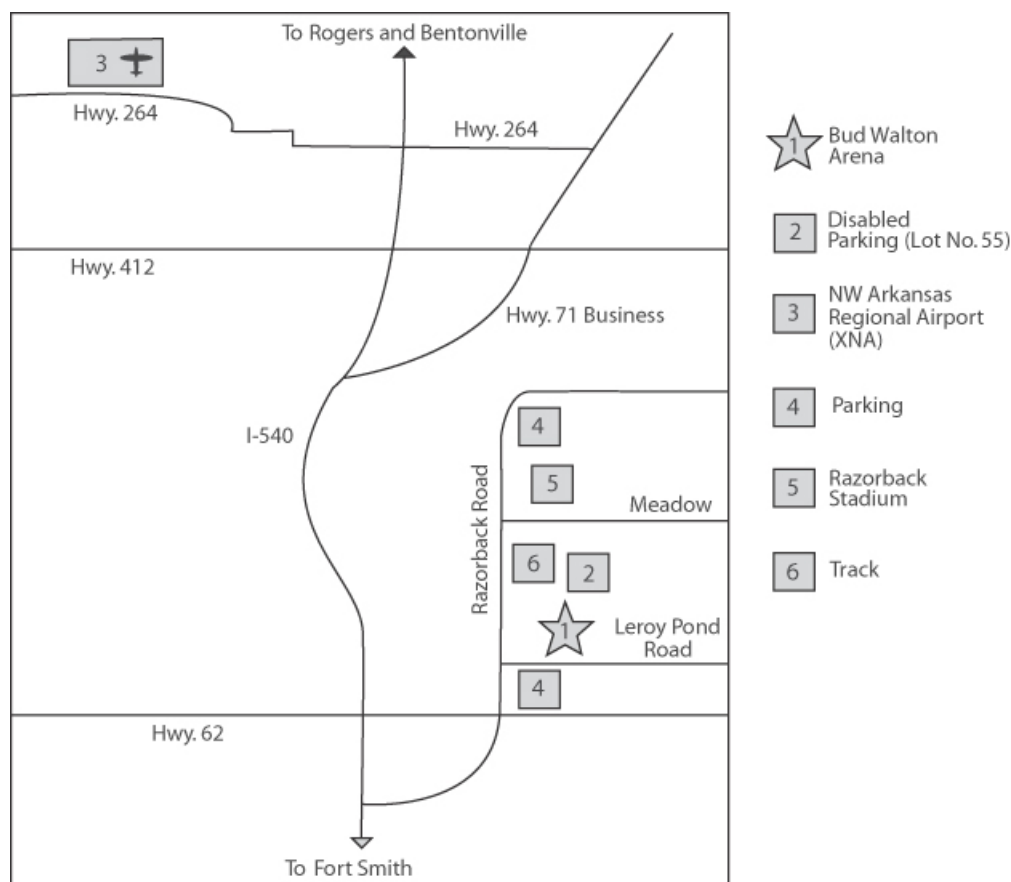 To Rogers and Bentonville
3
Hwy. 264
Hwy. 264
Hwy. 412
Hwy. 71 Business
I-540
4
5
Razorback Road
Meadow
6
2
1
Leroy Pond
Road
4
Hwy. 62
To Fort Smith
1
Bud Walton
Arena
2
Disabled
Parking (Lot No. 55)
3
NW Arkansas
Regional Airport
(XNA)
4
Parking
5
Razorback
Stadium
6
Track